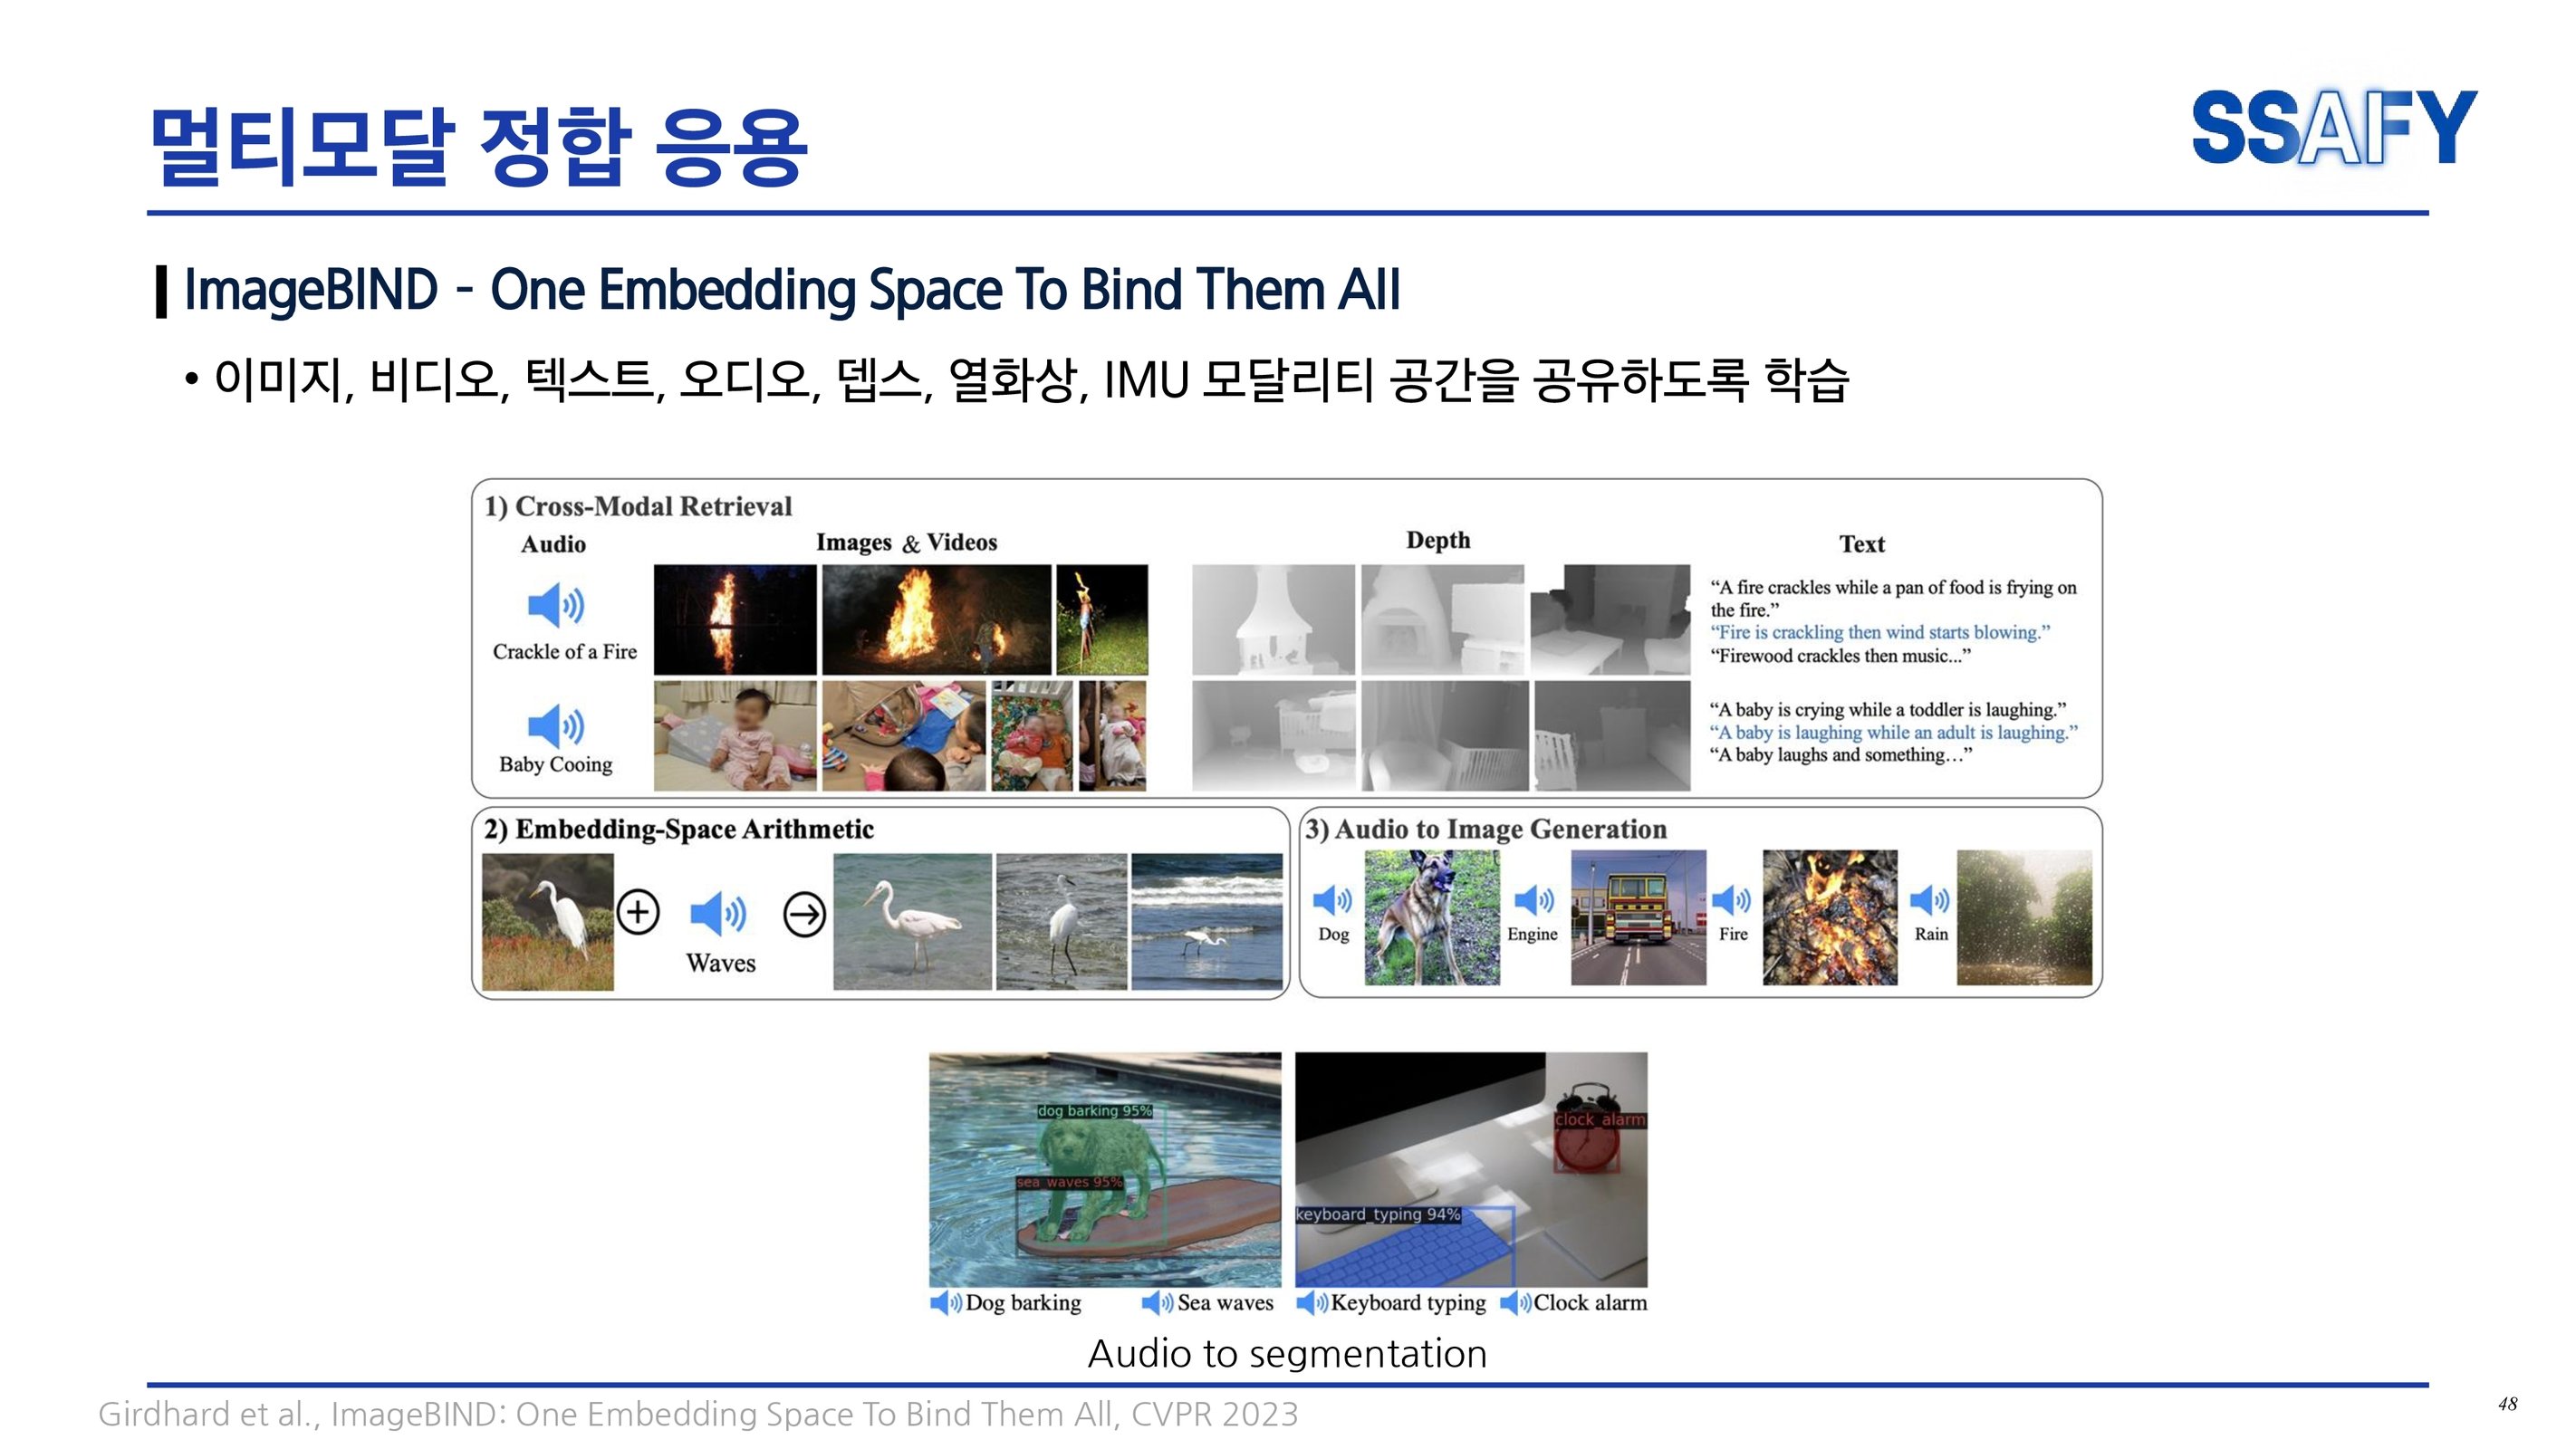 멀티모달 정합 응용
SSAFY
ImageBIND - One Embedding Space To Bind Them All
• 이미지, 비디오, 텍스트, 오디오, 뎁스, 열화상, IMU 모달리티 공간을 공유하도록 학습
1) Cross-Modal Retrieval
Audio
Images & Videos
Depth
Text
Crackle of a Fire
“A fire crackles while a pan of food is frying on
the fire.”
“Fire is crackling then wind starts blowing.”
“Firewood crackles then music...”
Baby Cooing
“A baby is crying while a toddler is laughing.”
“A baby is laughing while an adult is laughing.”
“A baby laughs and something…”
2) Embedding-Space Arithmetic
Waves
3) Audio to Image Generation
Dog
Engine
Fire
Rain
dog barking 95%
sea_waves 95%
clock_alarm
keyboard_typing 94%
Dog barking
Sea waves
Keyboard typing
Clock alarm
Audio to segmentation
Girdhard et al., ImageBIND: One Embedding Space To Bind Them All, CVPR 2023
48